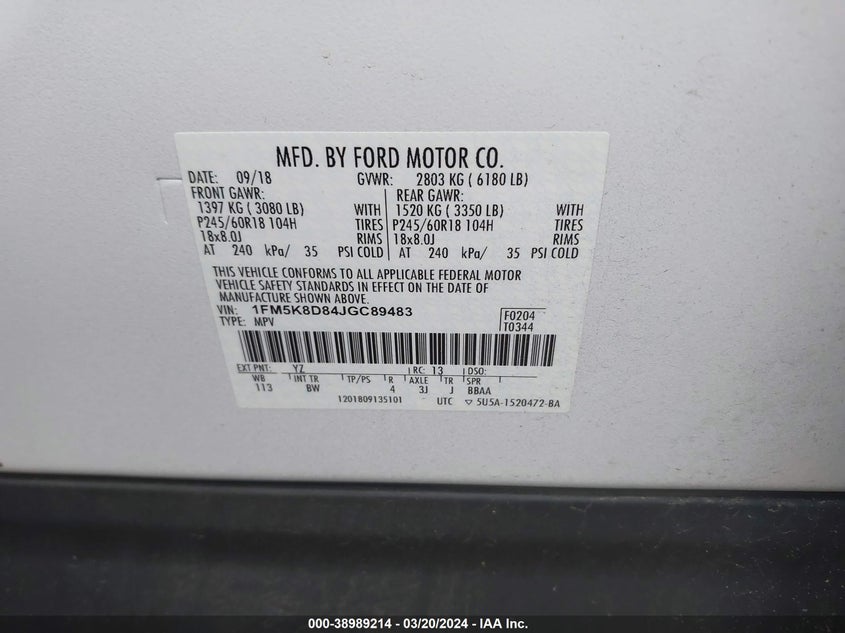 MFD. BY FORD MOTOR CO.
DATE: 09/18 GVWR: 2803 KG ( 6180 LB)
FRONT GAWR: REAR GAWR:
1397 KG ( 3080 LB) WITH 1520 KG ( 3350 LB) WITH
P245/60R18 104H TIRES P245/60R18 104H TIRES
18x8.0J RIMS 18x8.0J RIMS
AT 240 kPa/ 35 PSI COLD AT 240 kPa/ 35 PSI COLD
THIS VEHICLE CONFORMS TO ALL APPLICABLE FEDERAL MOTOR
VEHICLE SAFETY STANDARDS IN EFFECT ON THE DATE OF
MANUFACTURE SHOWN ABOVE.
VIN: 1FM5K8D84JGC89483 F0204
TYPE: MPV T0344
EXT PNT: YZ RC: 13 DSO:
WB INT TR TP/PS R AXLE TR SPR
113 BW 4 3J J BBAA
1201809135101 UTC ▽ 5U5A-1520472-BA
000-38989214 - 03/20/2024 - IAA Inc.